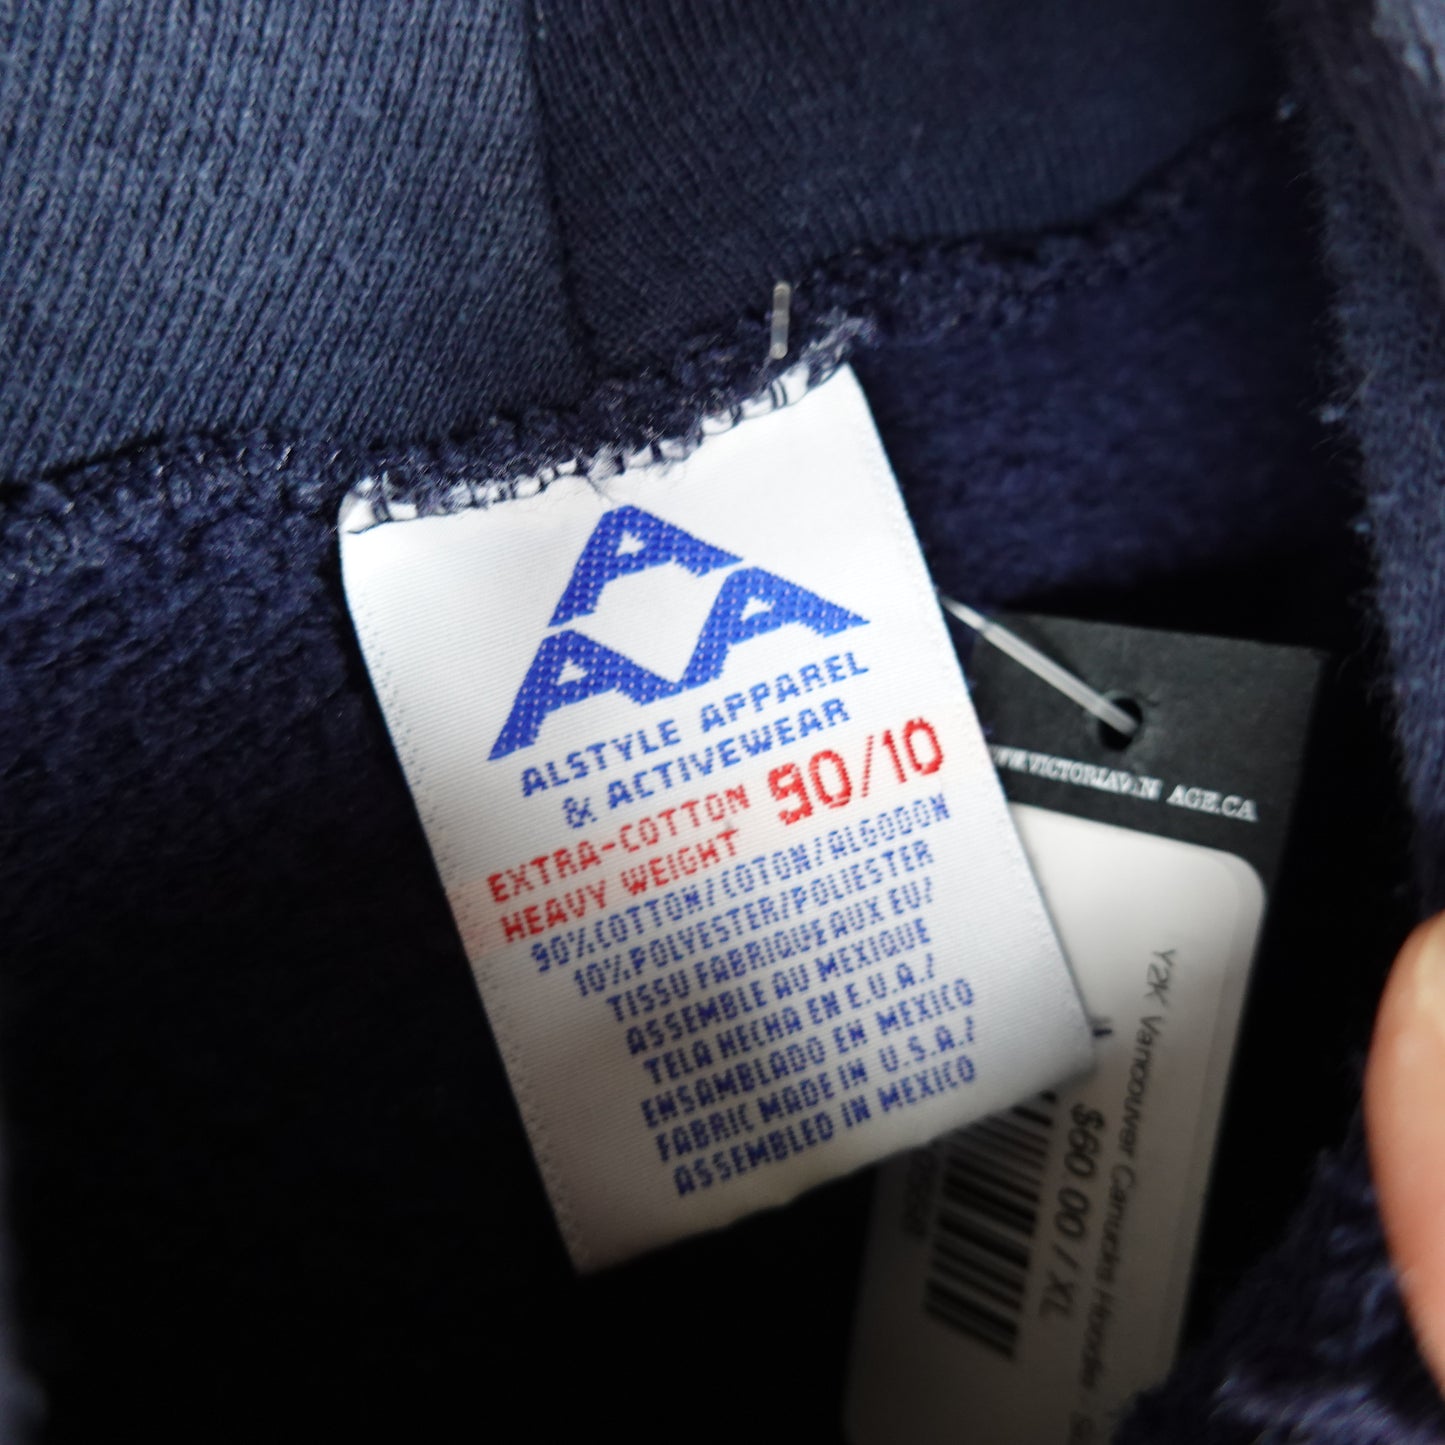 AAA
ALSTYLE APPAREL
& ACTIVEWEAR
EXTRA-COTTON 90/10
HEAVY WEIGHT
90%COTTON/COTON/ALGODON
10%POLYESTER/POLIESTER
TISSU FABRIQUE AUX EU/
ASSEMBLE AU MEXIQUE
TELA HECHA EN E.U.A./
ENSAMBLADO EN MEXICO
FABRIC MADE IN U.S.A./
ASSEMBLED IN MEXICO
Y2K Vancouver Canucks Hoodie
$60.00 / XL